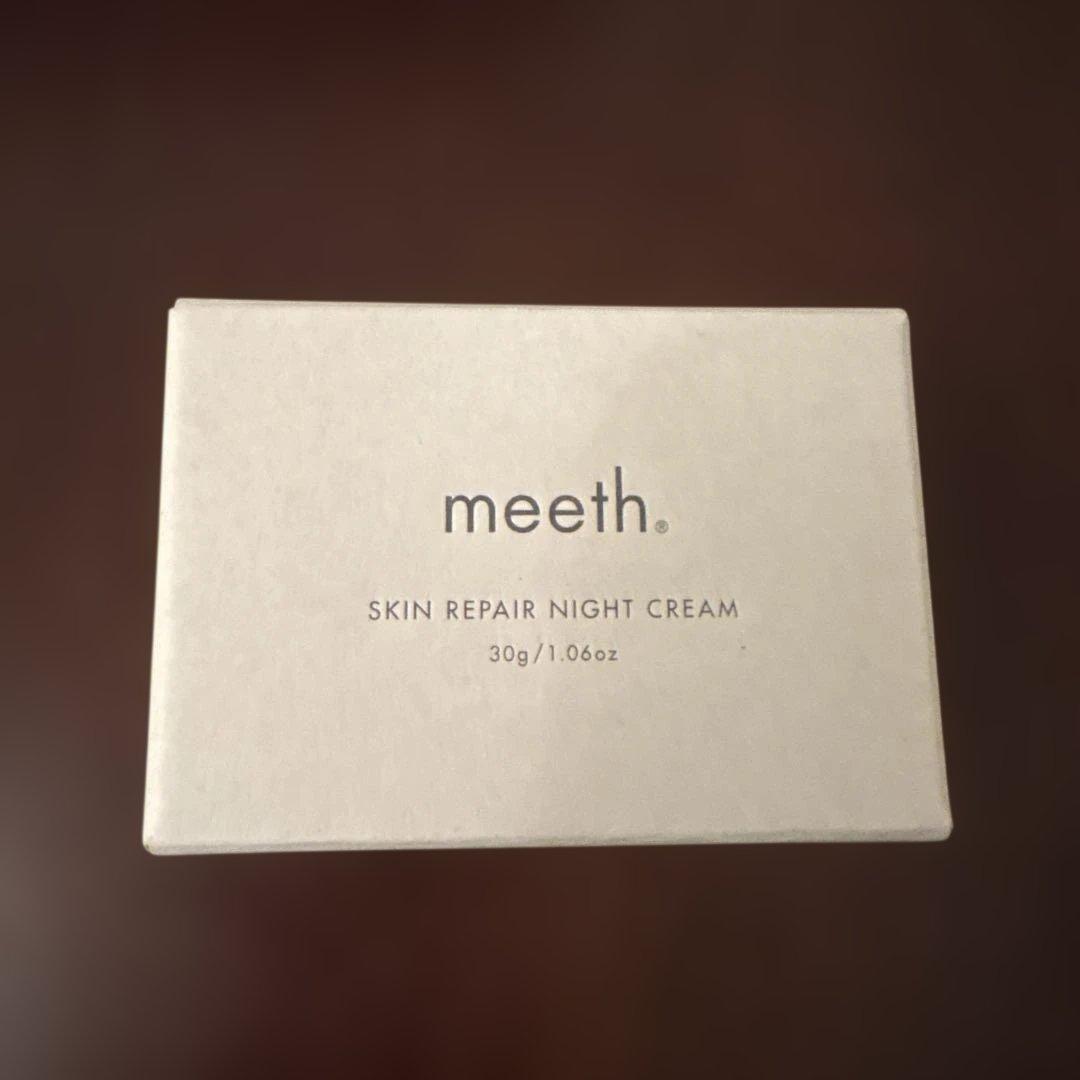 meeth.®
SKIN REPAIR NIGHT CREAM
30g/1.06oz